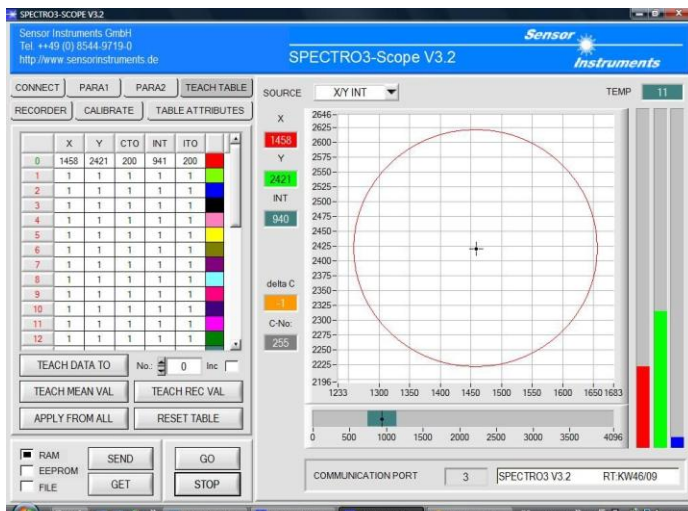 SPECTRO3-SCOPE V3.2
Sensor Instruments GmbH
Tel. ++49 (0) 8544-9719-0
http://www.sensorinstruments.de
SPECTRO3-Scope V3.2
Sensor
Instruments
CONNECT PARA1 PARA2 TEACH TABLE
RECORDER CALIBRATE TABLE ATTRIBUTES
X Y CTO INT ITO
0 1458 2421 200 941 200
1 1 1 1 1 1
2 1 1 1 1 1
3 1 1 1 1 1
4 1 1 1 1 1
5 1 1 1 1 1
6 1 1 1 1 1
7 1 1 1 1 1
8 1 1 1 1 1
9 1 1 1 1 1
10 1 1 1 1 1
11 1 1 1 1 1
12 1 1 1 1 1
TEACH DATA TO No.: 0 Inc
TEACH MEAN VAL TEACH REC VAL
APPLY FROM ALL RESET TABLE
RAM
EEPROM
FILE
SEND GO
GET STOP
SOURCE X/Y INT TEMP 11
X
1458
Y
2421
INT
940
delta C
-1
C-No:
255
2646
2625
2600
2575
2550
2525
2500
2475
2450
2425
2400
2375
2350
2325
2300
2275
2250
2225
2196
1233 1300 1350 1400 1450 1500 1550 1600 1650 1683
0 500 1000 1500 2000 2500 3000 3500 4096
COMMUNICATION PORT 3 SPECTRO3 V3.2 RT:KW46/09